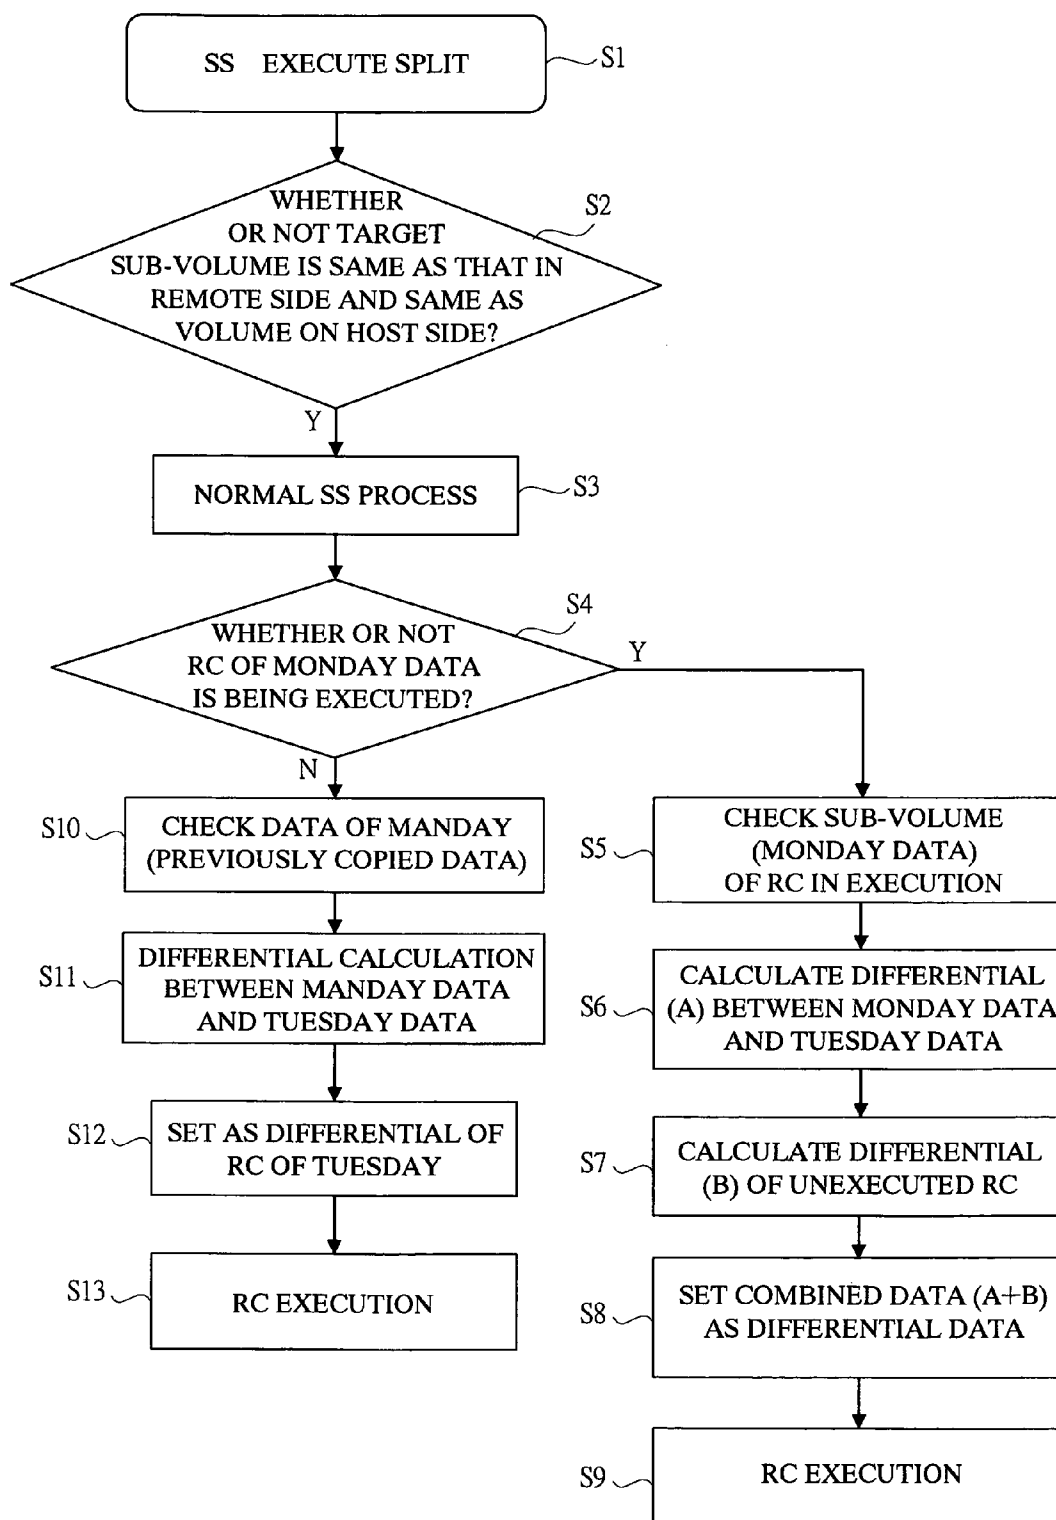 SS EXECUTE SPLIT
S1
WHETHER
OR NOT TARGET
SUB-VOLUME IS SAME AS THAT IN
REMOTE SIDE AND SAME AS
VOLUME ON HOST SIDE?
S2
Y
NORMAL SS PROCESS
S3
WHETHER OR NOT
RC OF MONDAY DATA
IS BEING EXECUTED?
S4
Y
N
S10
CHECK DATA OF MANDAY
(PREVIOUSLY COPIED DATA)
S11
DIFFERENTIAL CALCULATION
BETWEEN MANDAY DATA
AND TUESDAY DATA
S12
SET AS DIFFERENTIAL OF
RC OF TUESDAY
S13
RC EXECUTION
S5
CHECK SUB-VOLUME
(MONDAY DATA)
OF RC IN EXECUTION
S6
CALCULATE DIFFERENTIAL
(A) BETWEEN MONDAY DATA
AND TUESDAY DATA
S7
CALCULATE DIFFERENTIAL
(B) OF UNEXECUTED RC
S8
SET COMBINED DATA (A+B)
AS DIFFERENTIAL DATA
S9
RC EXECUTION